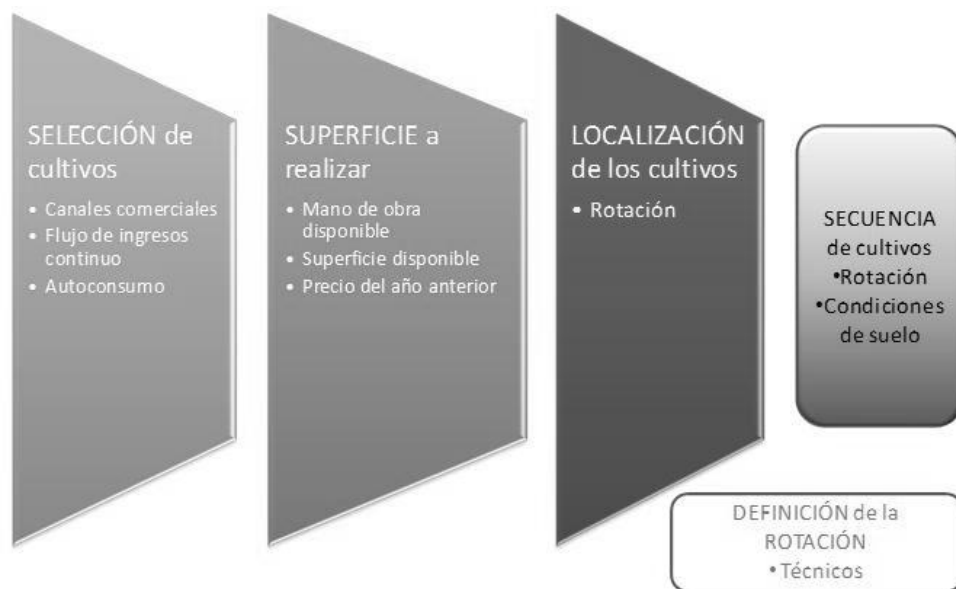 SELECCIÓN de
cultivos
• Canales comerciales
• Flujo de ingresos
continuo
• Autoconsumo
SUPERFICIE a
realizar
• Mano de obra
disponible
• Superficie disponible
• Precio del año anterior
LOCALIZACIÓN
de los cultivos
• Rotación
SECUENCIA
de cultivos
•Rotación
•Condiciones
de suelo
DEFINICIÓN de la
ROTACIÓN
• Técnicos